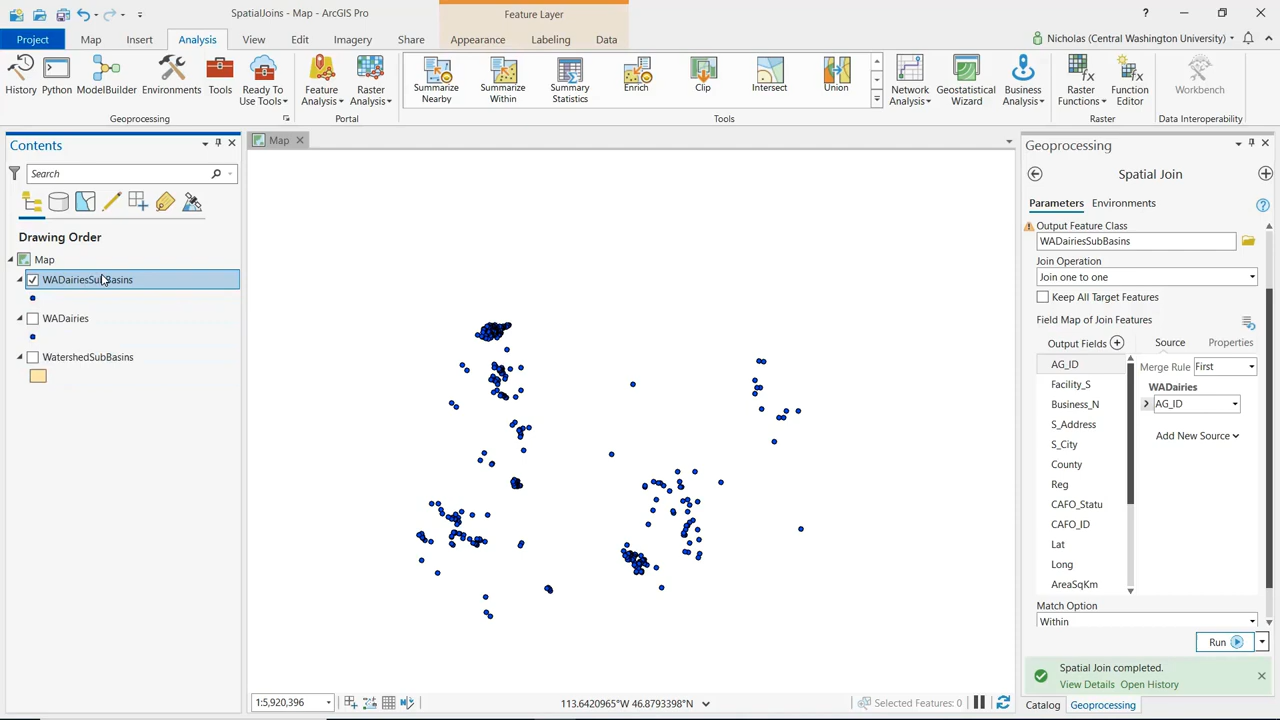 SpatialJoins - Map - ArcGIS Pro
Feature Layer
?
Project
Map
Insert
Analysis
View
Edit
Imagery
Share
Appearance
Labeling
Data
Nicholas (Central Washington University)
History
Python
ModelBuilder
Environments
Tools
Ready To Use Tools
Feature Analysis
Raster Analysis
Summarize Nearby
Summarize Within
Summary Statistics
Enrich
Clip
Intersect
Union
Network Analysis
Geostatistical Wizard
Business Analysis
Raster Functions
Function Editor
Workbench
Geoprocessing
Portal
Tools
Raster
Data Interoperability
Contents
Search
Drawing Order
Map
WADairiesSubBasins
WADairies
WatershedSubBasins
Map
1:5,920,396
113.6420965°W 46.8793398°N
Selected Features: 0
Geoprocessing
Spatial Join
Parameters
Environments
?
Output Feature Class
WADairiesSubBasins
Join Operation
Join one to one
Keep All Target Features
Field Map of Join Features
Output Fields
Source
Properties
AG_ID
Facility_S
Business_N
S_Address
S_City
County
Reg
CAFO_Statu
CAFO_ID
Lat
Long
AreaSqKm
Merge Rule
First
WADairies
AG_ID
Add New Source
Match Option
Within
Run
Spatial Join completed.
View Details
Open History
Catalog
Geoprocessing